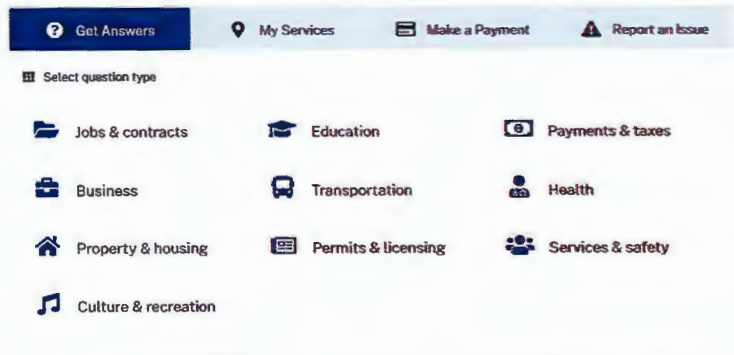 Get Answers
My Services
Make a Payment
Report an Issue
Select question type
Jobs & contracts
Education
Payments & taxes
Business
Transportation
Health
Property & housing
Permits & licensing
Services & safety
Culture & recreation